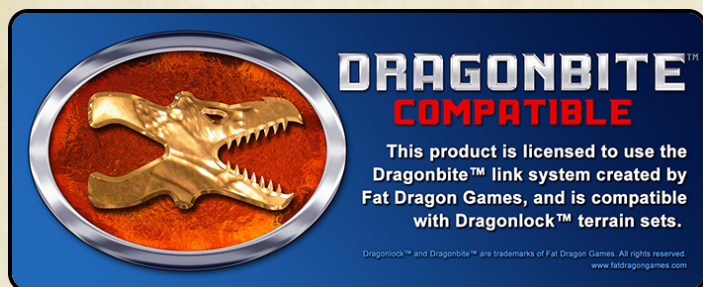 DRAGONBITE™
COMPATIBLE
This product is licensed to use the
Dragonbite™ link system created by
Fat Dragon Games, and is compatible
with Dragonlock™ terrain sets.
Dragonlock™ and Dragonbite™ are trademarks of Fat Dragon Games. All rights reserved.
www.fatdragongames.com